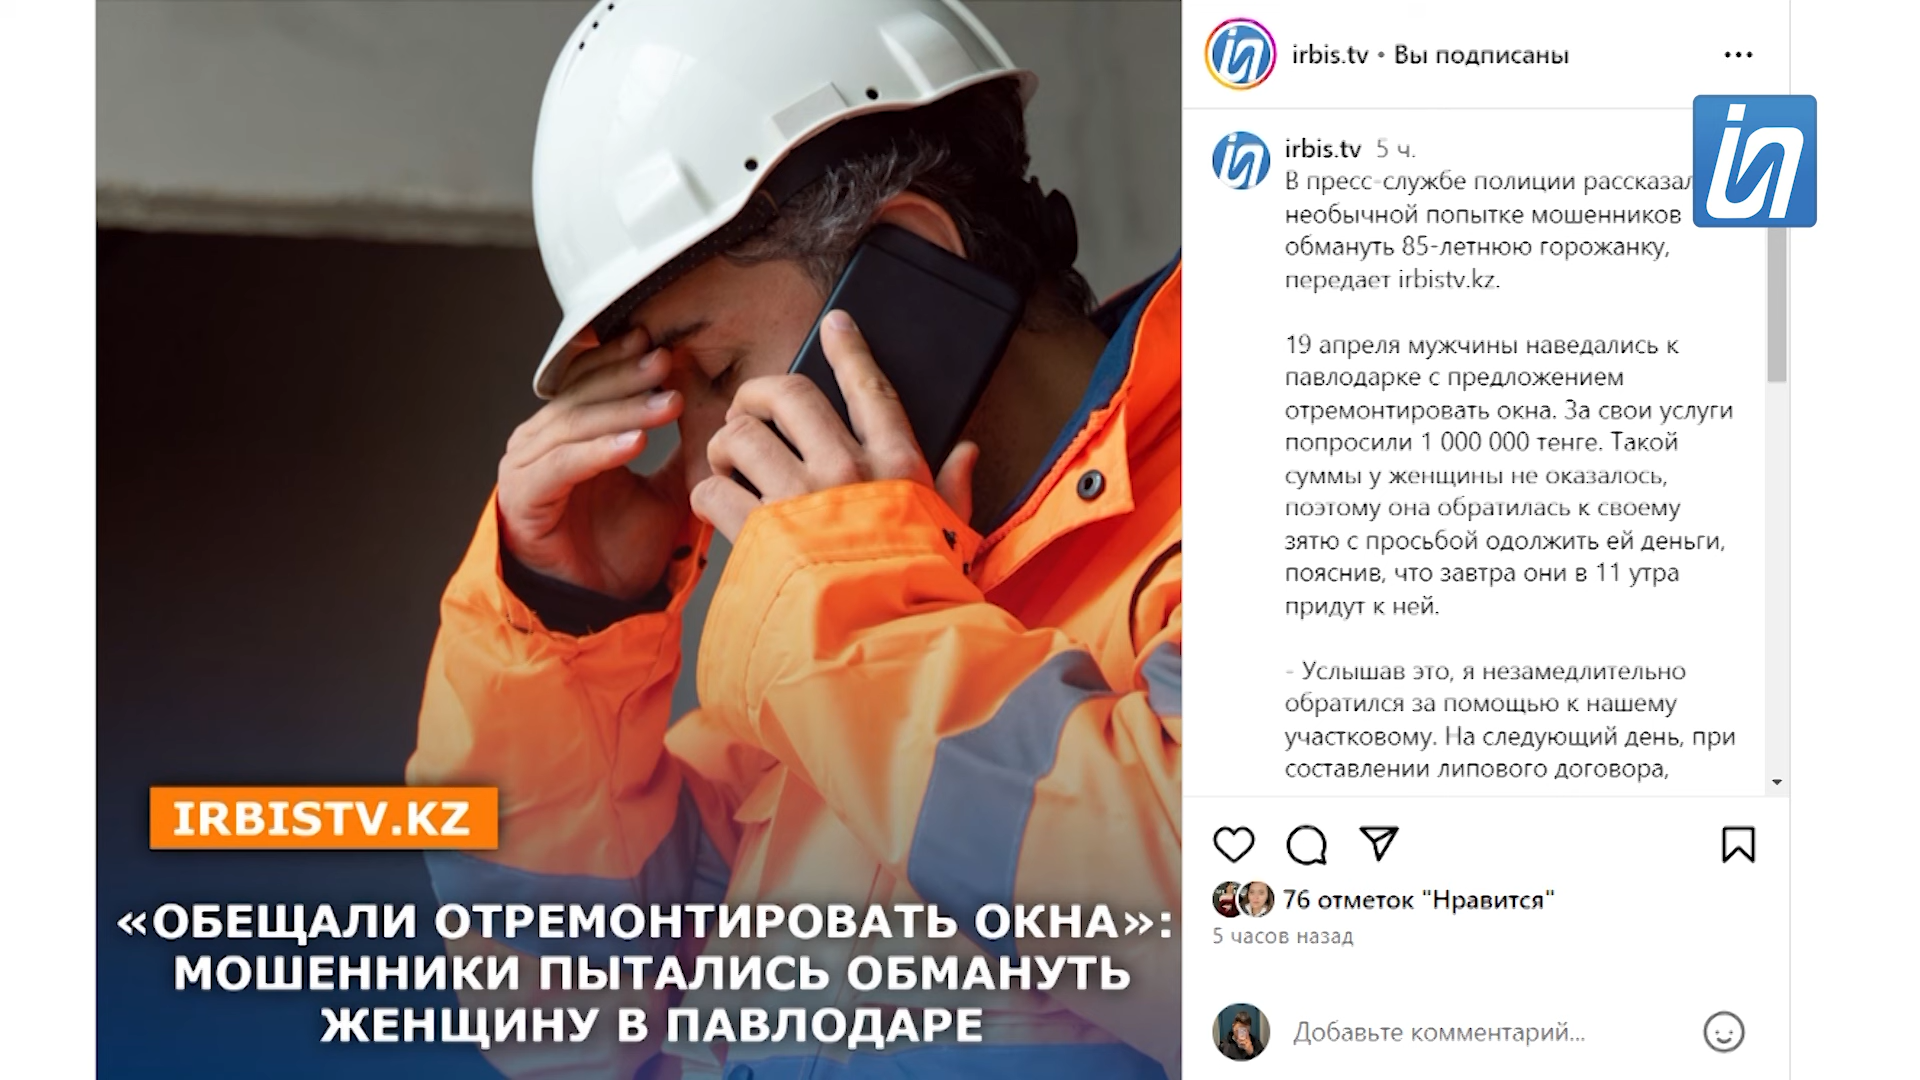 irbis.tv • Вы подписаны
irbis.tv 5 ч.
В пресс-службе полиции
необычной попытке мошенников
обмануть 85-летнюю горожанку,
передает irbistv.kz.
19 апреля мужчины наведались к
павлодарке с предложением
отремонтировать окна. За свои услуги
попросили 1 000 000 тенге. Такой
суммы у женщины не оказалось,
поэтому она обратилась к своему
зятю с просьбой одолжить ей деньги,
пояснив, что завтра они в 11 утра
придут к ней.
- Услышав это, я незамедлительно
обратился за помощью к нашему
участковому. На следующий день, при
составлении липового договора,
76 отметок "Нравится"
5 часов назад
Добавьте комментарий...
IRBISTV.KZ
«ОБЕЩАЛИ ОТРЕМОНТИРОВАТЬ ОКНА»:
МОШЕННИКИ ПЫТАЛИСЬ ОБМАНУТЬ
ЖЕНЩИНУ В ПАВЛОДАРЕ